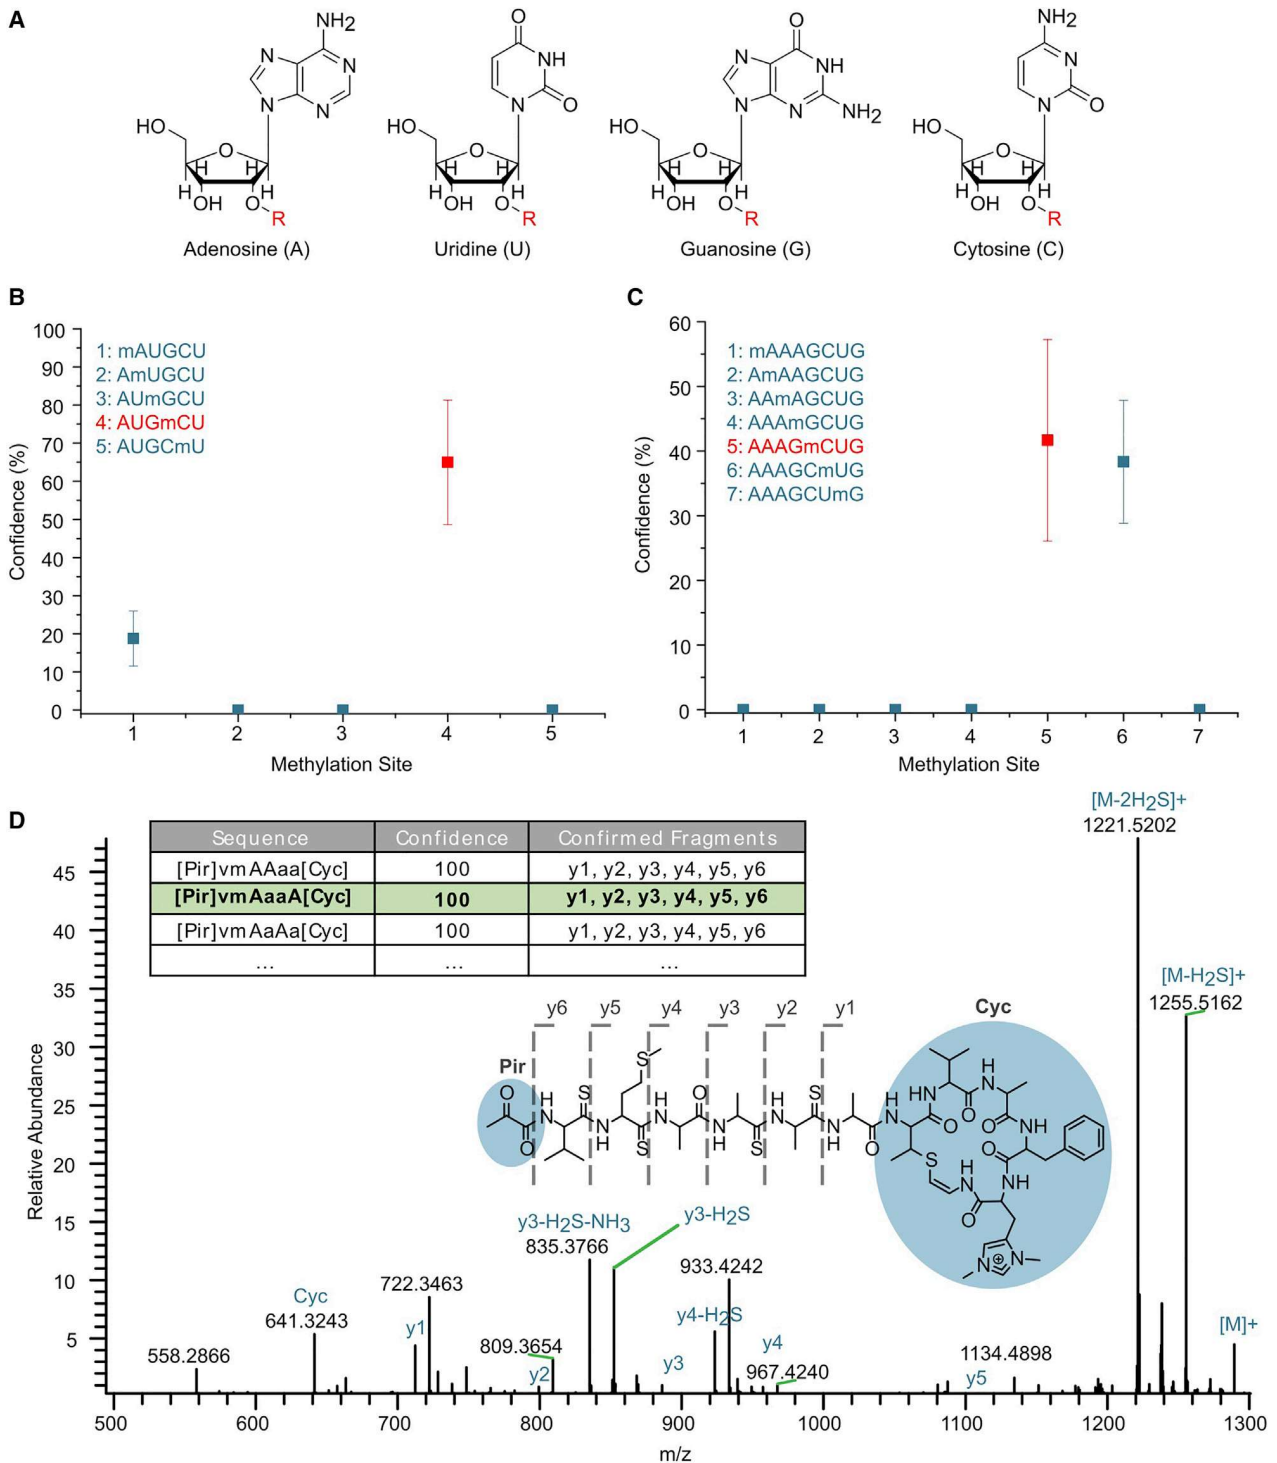 A
NH2
N
N
N
N
HO
O
H
H
H
H
OH
O
R
Adenosine (A)
O
NH
N
O
HO
O
H
H
H
H
OH
O
R
Uridine (U)
O
N
NH
N
N
NH2
HO
O
H
H
H
H
OH
O
R
Guanosine (G)
NH2
N
N
O
HO
O
H
H
H
H
OH
O
R
Cytosine (C)
B
Confidence (%)
100
90
80
70
60
50
40
30
20
10
0
1: mAUGCU
2: AmUGCU
3: AUmGCU
4: AUGmCU
5: AUGCmU
1 2 3 4 5
Methylation Site
C
Confidence (%)
60
50
40
30
20
10
0
1: mAAAGCUG
2: AmAAGCUG
3: AAmAGCUG
4: AAAmGCUG
5: AAAGmCUG
6: AAAGCmUG
7: AAAGCUmG
1 2 3 4 5 6 7
Methylation Site
D
Relative Abundance
45
40
35
30
25
20
15
10
5
Sequence Confidence Confirmed Fragments
[Pir]vmAAaa[Cyc] 100 y1, y2, y3, y4, y5, y6
[Pir]vmAaaA[Cyc] 100 y1, y2, y3, y4, y5, y6
[Pir]vmAaAa[Cyc] 100 y1, y2, y3, y4, y5, y6
... ... ...
[M-2H2S]+
1221.5202
[M-H2S]+
1255.5162
[M]+
y6 y5 y4 y3 y2 y1
Pir
Cyc
O
O
H
N
S
N
H
S
S
H
N
O
N
H
S
H
N
S
N
H
O
H
N
O
HN
O
H
N
O
NH
O
NH
O
H
N
S
N
N
⊕
y3-H2S-NH3
835.3766
y3-H2S
933.4242
y4-H2S
Cyc
641.3243
722.3463
y1
558.2866
809.3654
y2
y3
y4
967.4240
1134.4898
y5
500 600 700 800 900 1000 1100 1200 1300
m/z